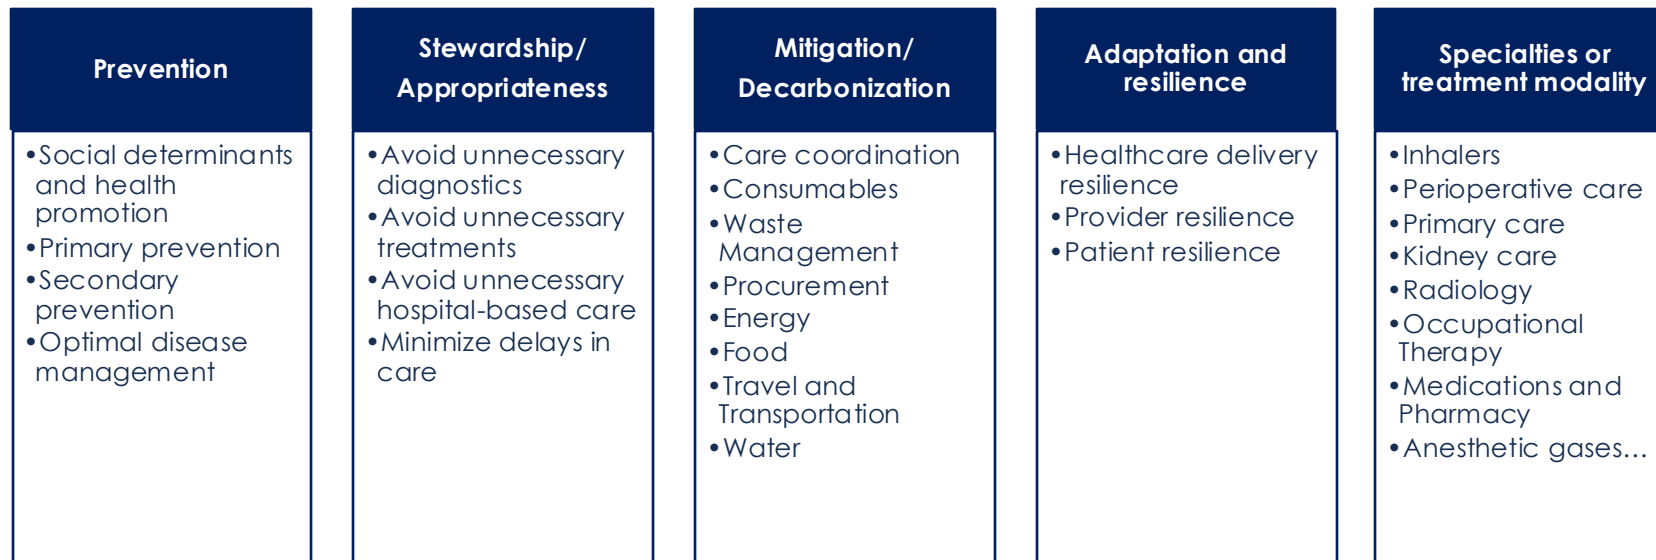 Prevention
•Social determinants
and health
promotion
•Primary prevention
•Secondary
prevention
•Optimal disease
management
Stewardship/
Appropriateness
•Avoid unnecessary
diagnostics
•Avoid unnecessary
treatments
•Avoid unnecessary
hospital-based care
•Minimize delays in
care
Mitigation/
Decarbonization
•Care coordination
•Consumables
•Waste
Management
•Procurement
•Energy
•Food
•Travel and
Transportation
•Water
Adaptation and
resilience
•Healthcare delivery
resilience
•Provider resilience
•Patient resilience
Specialties or
treatment modality
•Inhalers
•Perioperative care
•Primary care
•Kidney care
•Radiology
•Occupational
Therapy
•Medications and
Pharmacy
•Anesthetic gases…